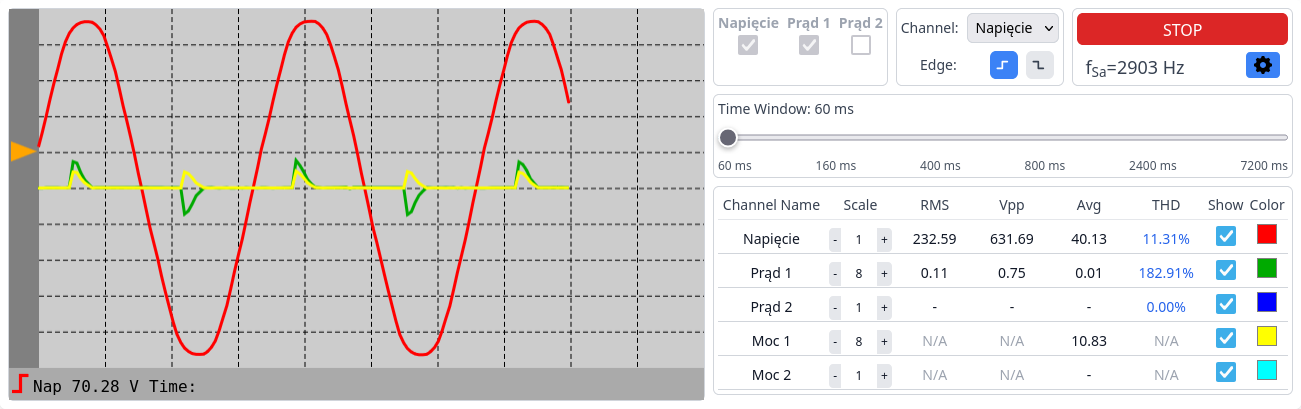 Napięcie Prąd 1 Prąd 2
Channel: Napięcie
Edge:
STOP
fSa=2903 Hz
Time Window: 60 ms
60 ms 160 ms 400 ms 800 ms 2400 ms 7200 ms
Channel Name Scale RMS Vpp Avg THD Show Color
Napięcie - 1 + 232.59 631.69 40.13 11.31%
Prąd 1 - 8 + 0.11 0.75 0.01 182.91%
Prąd 2 - 1 + - - - 0.00%
Moc 1 - 8 + N/A N/A 10.83 N/A
Moc 2 - 1 + N/A N/A - N/A
Nap 70.28 V Time: